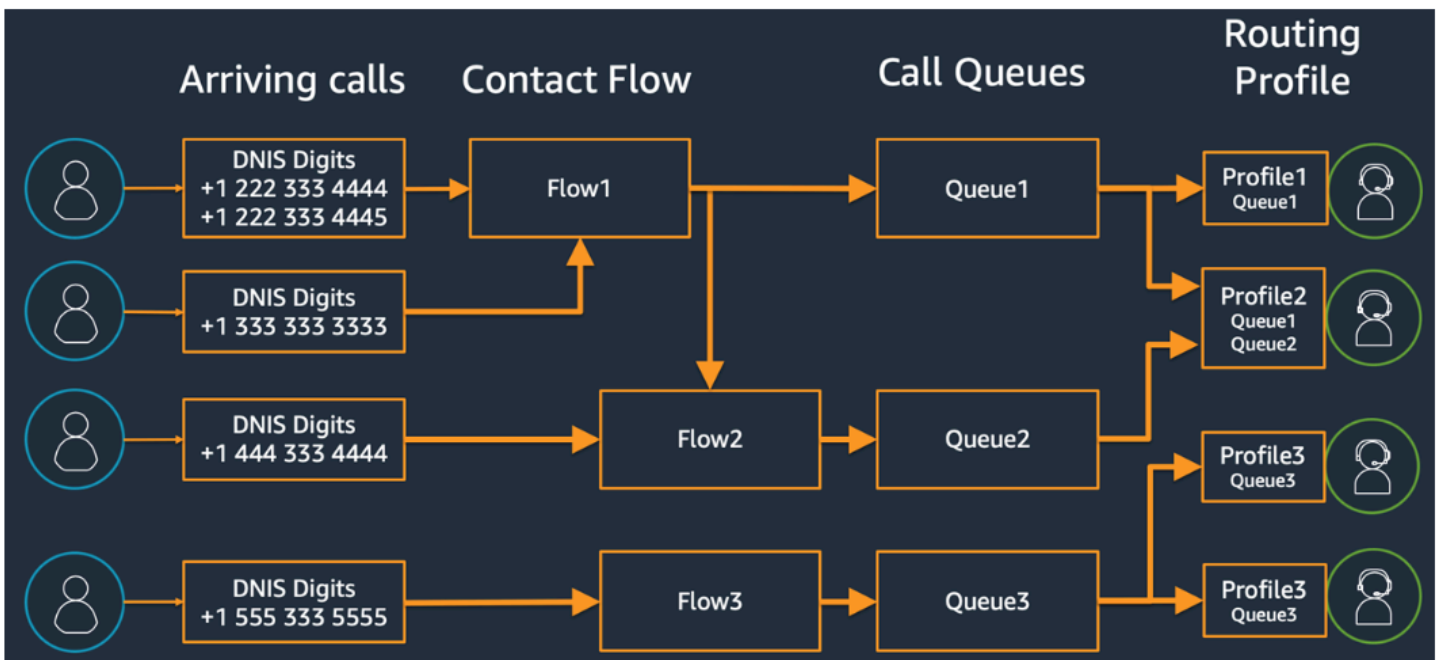 Arriving calls
Contact Flow
Call Queues
Routing
Profile
DNIS Digits
+1 222 333 4444
+1 222 333 4445
Flow1
Queue1
Profile1
Queue1
DNIS Digits
+1 333 333 3333
Profile2
Queue1
Queue2
DNIS Digits
+1 444 333 4444
Flow2
Queue2
Profile3
Queue3
DNIS Digits
+1 555 333 5555
Flow3
Queue3
Profile3
Queue3